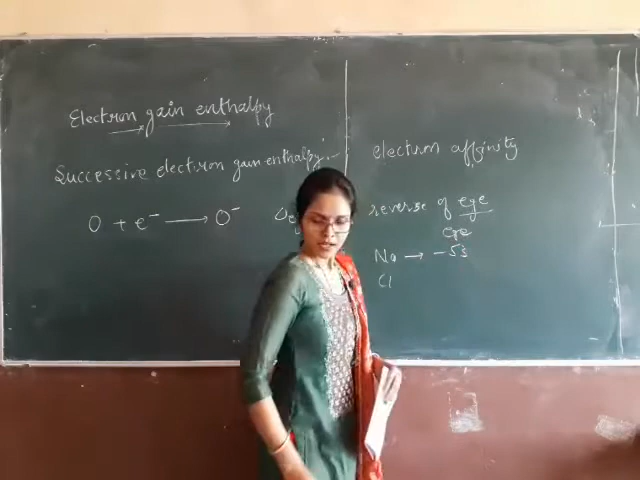 Electron gain enthalpy
Successive electron gain enthalpy
O + e⁻ ⟶ O⁻
electron affinity
reverse of ege
ege
Na → -53
Cl